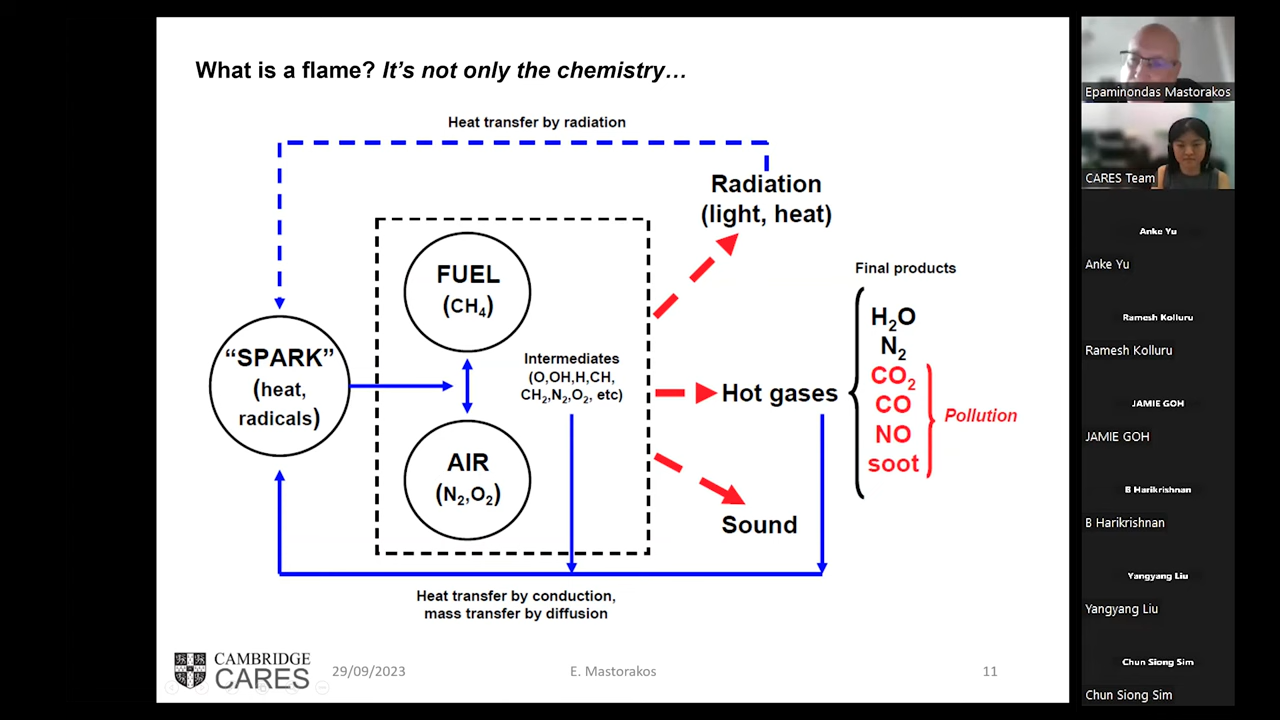 What is a flame? It’s not only the chemistry…
Heat transfer by radiation
Radiation
(light, heat)
FUEL
(CH₄)
Final products
“SPARK”
(heat,
radicals)
Intermediates
(O,OH,H,CH,
CH₂,N₂,O₂, etc)
Hot gases
H₂O
N₂
CO₂
CO
NO
soot
Pollution
AIR
(N₂,O₂)
Sound
Heat transfer by conduction,
mass transfer by diffusion
CAMBRIDGE
CARES
29/09/2023
E. Mastorakos
11
Epaminondas Mastorakos
CARES Team
Anke Yu
Anke Yu
Ramesh Kolluru
Ramesh Kolluru
JAMIE GOH
JAMIE GOH
B Harikrishnan
B Harikrishnan
Yangyang Liu
Yangyang Liu
Chun Siong Sim
Chun Siong Sim